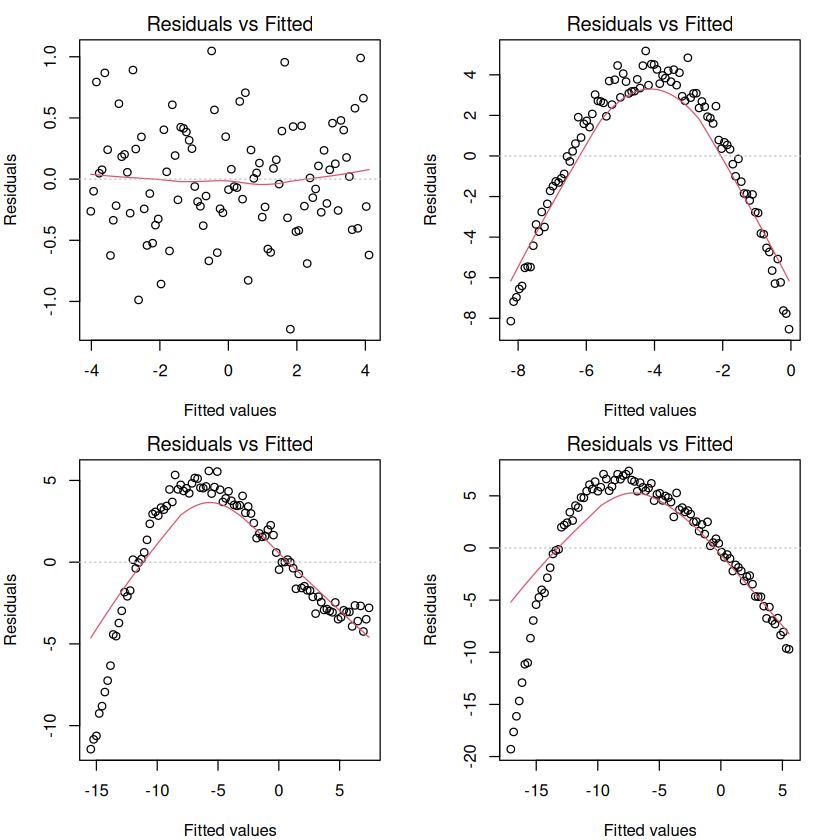 Residuals vs Fitted
Residuals
1.0
0.5
0.0
-0.5
-1.0
-4 -2 0 2 4
Fitted values
Residuals vs Fitted
Residuals
4
2
0
-2
-4
-6
-8
-8 -6 -4 -2 0
Fitted values
Residuals vs Fitted
Residuals
5
0
-5
-10
-15 -10 -5 0 5
Fitted values
Residuals vs Fitted
Residuals
5
0
-5
-10
-15
-20
-15 -10 -5 0 5
Fitted values